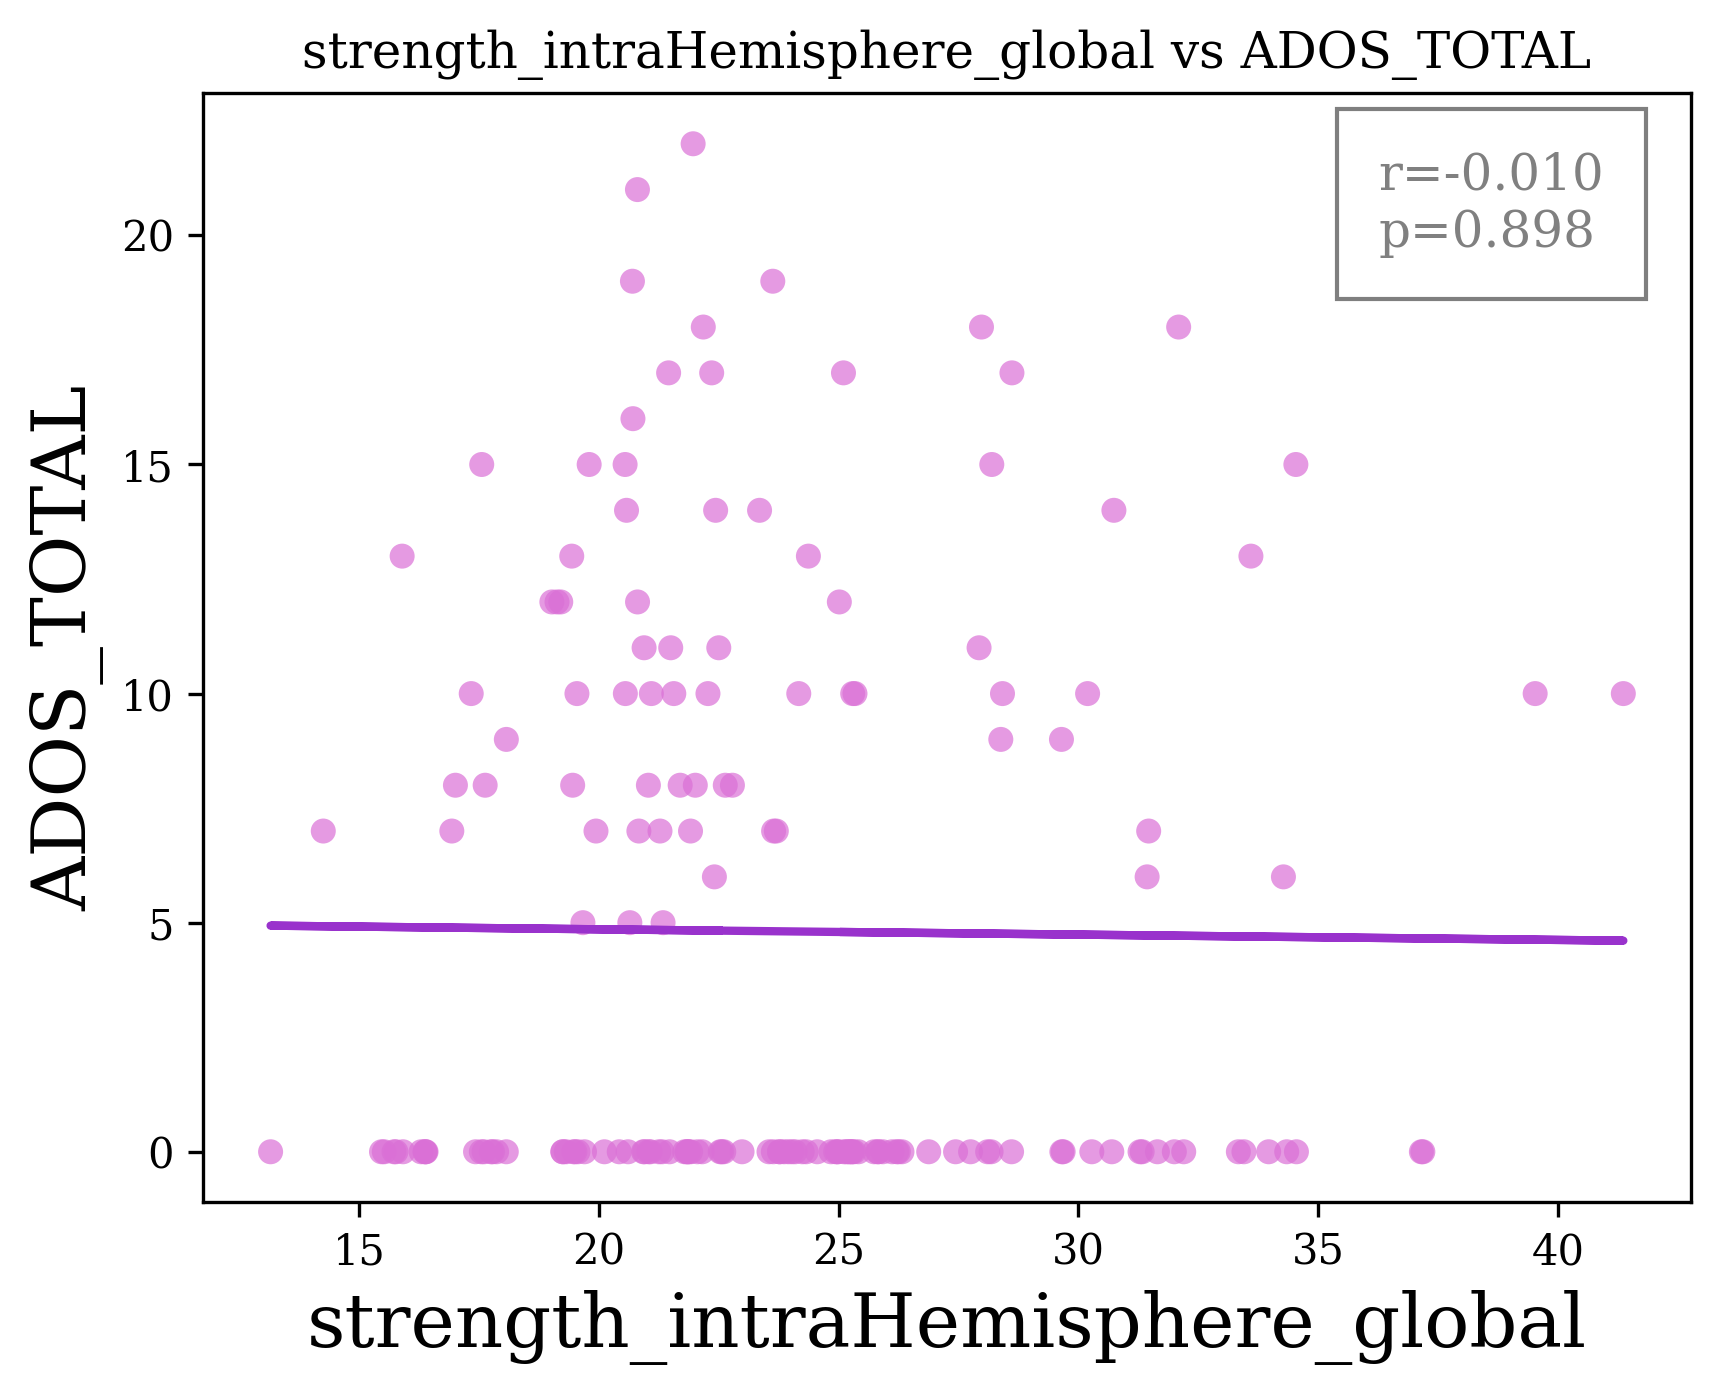 strength_intraHemisphere_global vs ADOS_TOTAL
r=-0.010
p=0.898
ADOS_TOTAL
20
15
10
5
0
15 20 25 30 35 40
strength_intraHemisphere_global